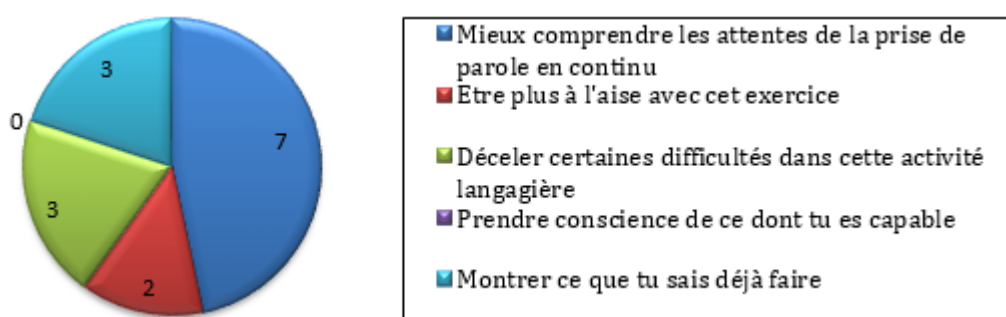 3
0
7
3
2
Mieux comprendre les attentes de la prise de
parole en continu
Etre plus à l'aise avec cet exercice
Déceler certaines difficultés dans cette activité
langagière
Prendre conscience de ce dont tu es capable
Montrer ce que tu sais déjà faire